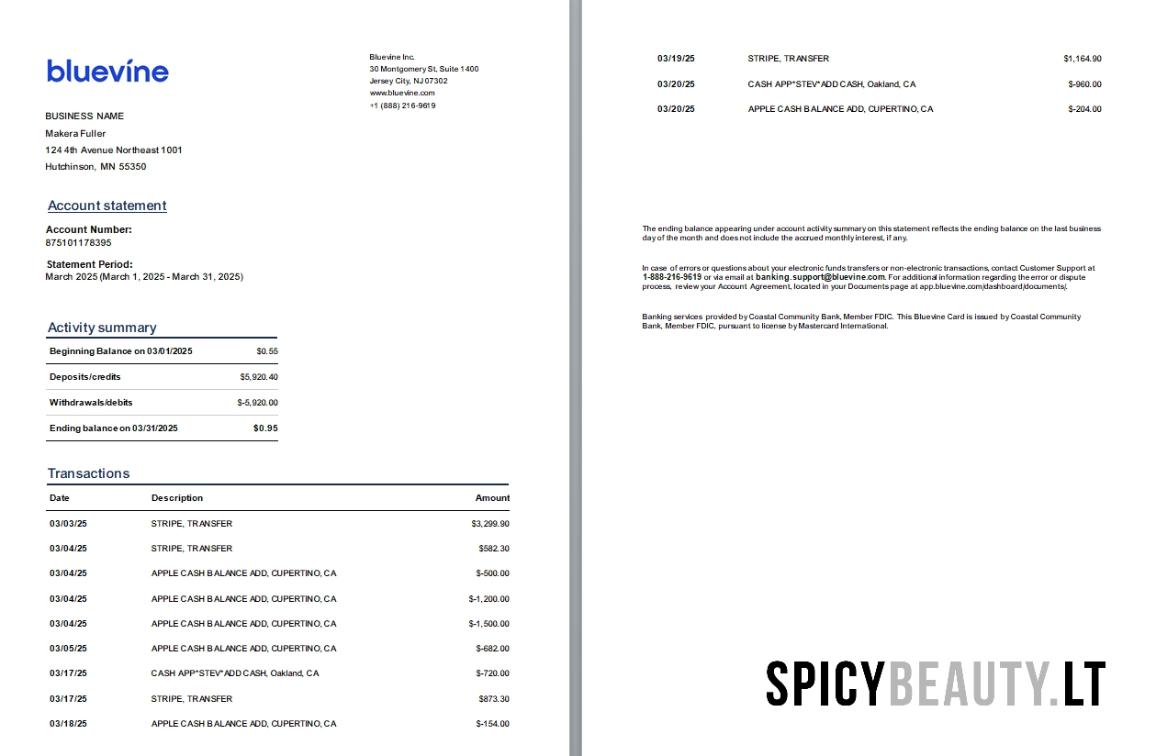 bluevine
Bluevine Inc.
30 Montgomery St, Suite 1400
Jersey City, NJ 07302
www.bluevine.com
+1 (888) 216-9619
BUSINESS NAME
Makera Fuller
124 4th Avenue Northeast 1001
Hutchinson, MN 55350
Account statement
Account Number:
875101178395
Statement Period:
March 2025 (March 1, 2025 - March 31, 2025)
Activity summary
Beginning Balance on 03/01/2025 $0.55
Deposits/credits $5,920.40
Withdrawals/debits $-5,920.00
Ending balance on 03/31/2025 $0.95
Transactions
Date Description Amount
03/03/25 STRIPE, TRANSFER $3,299.90
03/04/25 STRIPE, TRANSFER $582.30
03/04/25 APPLE CASH BALANCE ADD, CUPERTINO, CA $-500.00
03/04/25 APPLE CASH BALANCE ADD, CUPERTINO, CA $-1,200.00
03/04/25 APPLE CASH BALANCE ADD, CUPERTINO, CA $-1,500.00
03/05/25 APPLE CASH BALANCE ADD, CUPERTINO, CA $-682.00
03/17/25 CASH APP*STEV*ADD CASH, Oakland, CA $-720.00
03/17/25 STRIPE, TRANSFER $873.30
03/18/25 APPLE CASH BALANCE ADD, CUPERTINO, CA $-154.00
03/19/25 STRIPE, TRANSFER $1,164.90
03/20/25 CASH APP*STEV*ADD CASH, Oakland, CA $-960.00
03/20/25 APPLE CASH BALANCE ADD, CUPERTINO, CA $-204.00
The ending balance appearing under account activity summary on this statement reflects the ending balance on the last business
day of the month and does not include the accrued monthly interest, if any.
In case of errors or questions about your electronic funds transfers or non-electronic transactions, contact Customer Support at
1-888-216-9619 or via email at banking.support@bluevine.com. For additional information regarding the error or dispute
process, review your Account Agreement, located in your Documents page at app.bluevine.com/dashboard/documents/.
Banking services provided by Coastal Community Bank, Member FDIC. This Bluevine Card is issued by Coastal Community
Bank, Member FDIC, pursuant to license by Mastercard International.
SPICYBEAUTY.LT